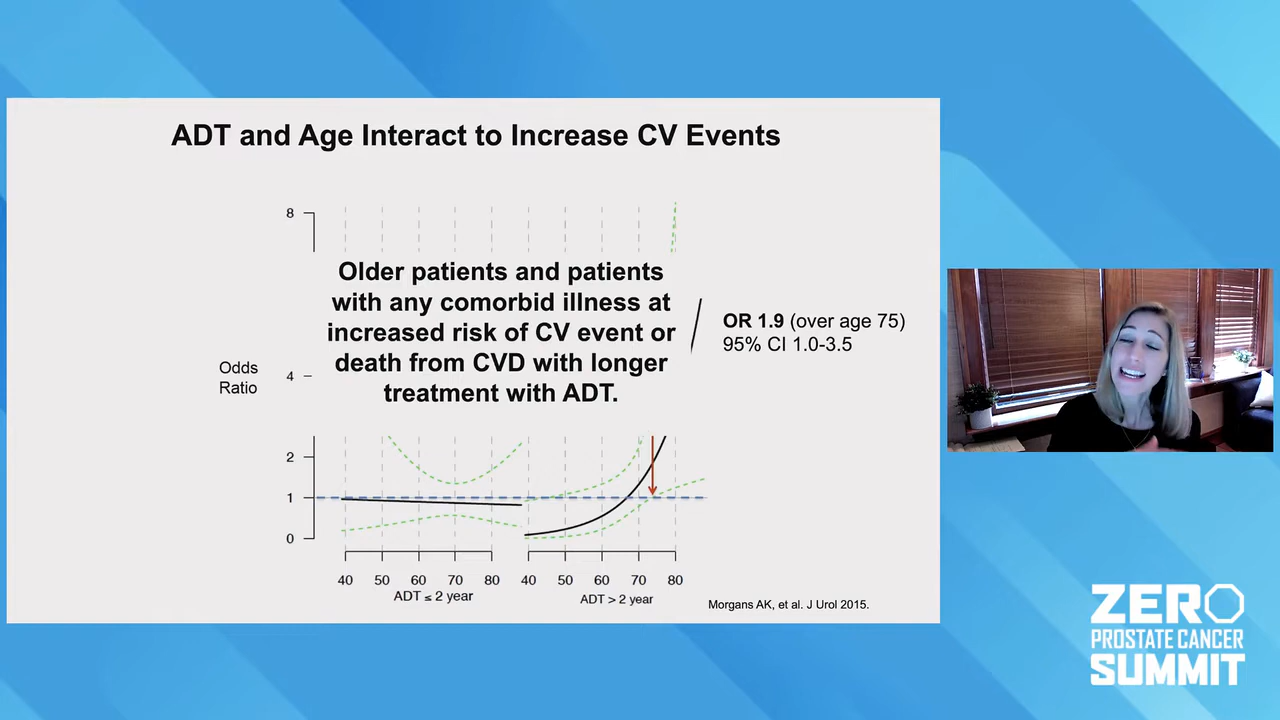 ADT and Age Interact to Increase CV Events
8
Older patients and patients
with any comorbid illness at
increased risk of CV event or
death from CVD with longer
treatment with ADT.
OR 1.9 (over age 75)
95% CI 1.0-3.5
Odds
Ratio
4
2
1
0
40 50 60 70 80 40 50 60 70 80
ADT ≤ 2 year ADT > 2 year
Morgans AK, et al. J Urol 2015.
ZERO
PROSTATE CANCER
SUMMIT